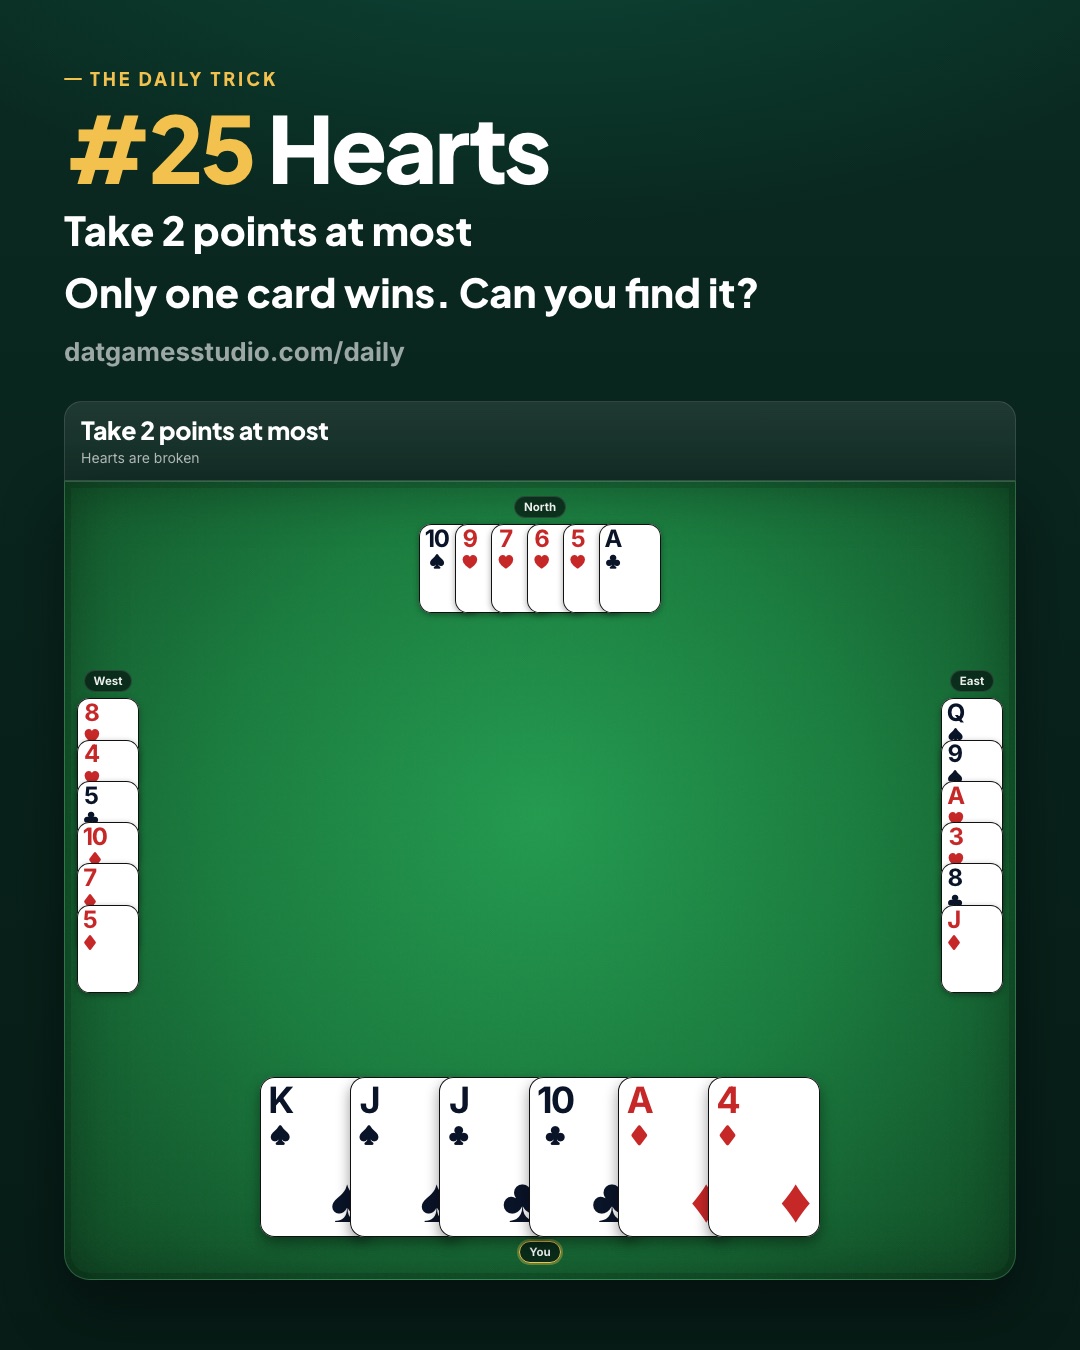 — THE DAILY TRICK
#25 Hearts
Take 2 points at most
Only one card wins. Can you find it?
datgamesstudio.com/daily
Take 2 points at most
Hearts are broken
North
10 9 7 6 5 A
West
8
4
5
10
7
5
East
Q
9
A
3
8
J
K J J 10 A 4
You